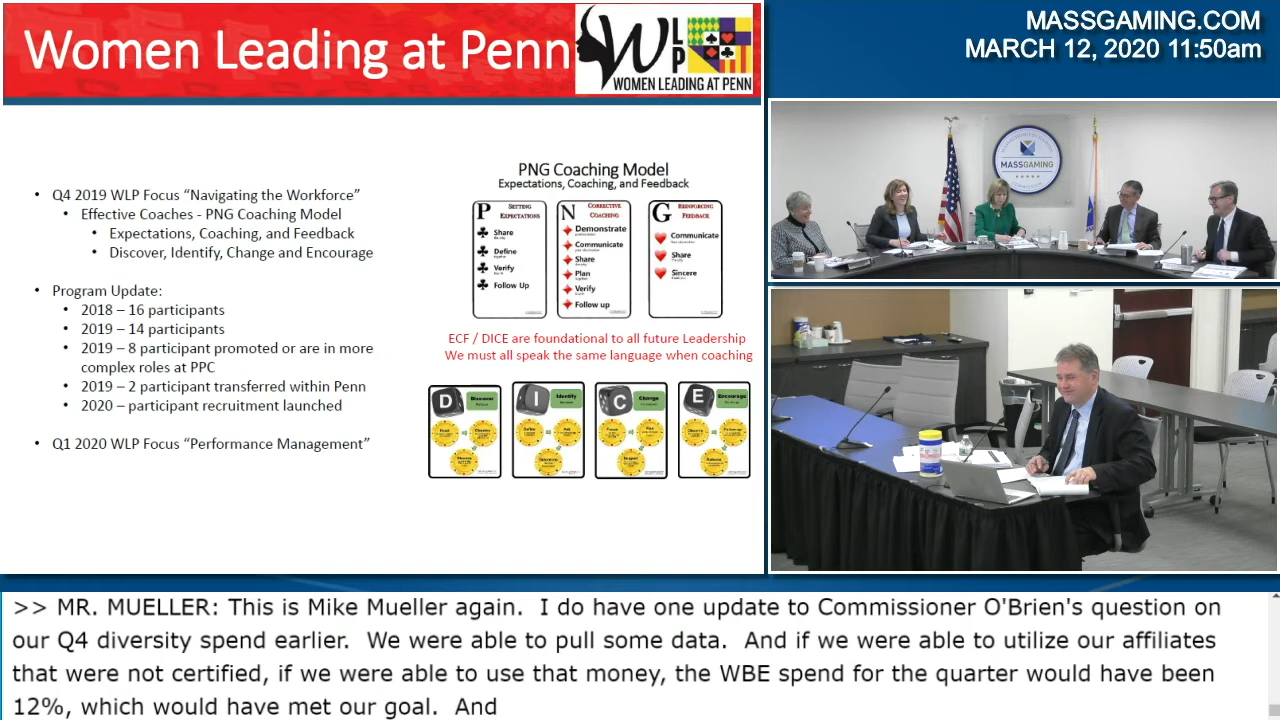 Women Leading at Penn
WLP
WOMEN LEADING AT PENN
MASSGAMING.COM
MARCH 12, 2020 11:50am
MASSGAMING
• Q4 2019 WLP Focus “Navigating the Workforce”
• Effective Coaches - PNG Coaching Model
• Expectations, Coaching, and Feedback
• Discover, Identify, Change and Encourage
• Program Update:
• 2018 – 16 participants
• 2019 – 14 participants
• 2019 – 8 participant promoted or are in more
complex roles at PPC
• 2019 – 2 participant transferred within Penn
• 2020 – participant recruitment launched
• Q1 2020 WLP Focus “Performance Management”
PNG Coaching Model
Expectations, Coaching, and Feedback
P SETTING
EXPECTATIONS
Share
Define
Verify
Follow Up
N CORRECTIVE
COACHING
Demonstrate
Communicate
Share
Plan
Verify
Follow up
G REINFORCING
FEEDBACK
Communicate
Share
Sincere
ECF / DICE are foundational to all future Leadership
We must all speak the same language when coaching
D Discover
I Identify
C Change
E Encourage
>> MR. MUELLER: This is Mike Mueller again. I do have one update to Commissioner O'Brien's question on
our Q4 diversity spend earlier. We were able to pull some data. And if we were able to utilize our affiliates
that were not certified, if we were able to use that money, the WBE spend for the quarter would have been
12%, which would have met our goal. And